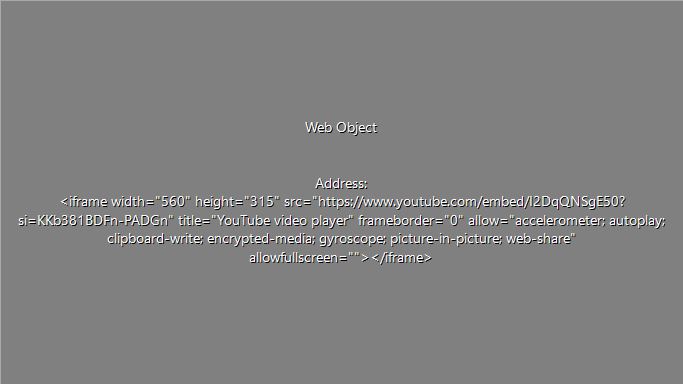 Web Object
Address:
<iframe width="560" height="315" src="https://www.youtube.com/embed/l2DqQNSgE50?
si=KKb381BDFn-PADGn" title="YouTube video player" frameborder="0" allow="accelerometer; autoplay;
clipboard-write; encrypted-media; gyroscope; picture-in-picture; web-share"
allowfullscreen=""></iframe>